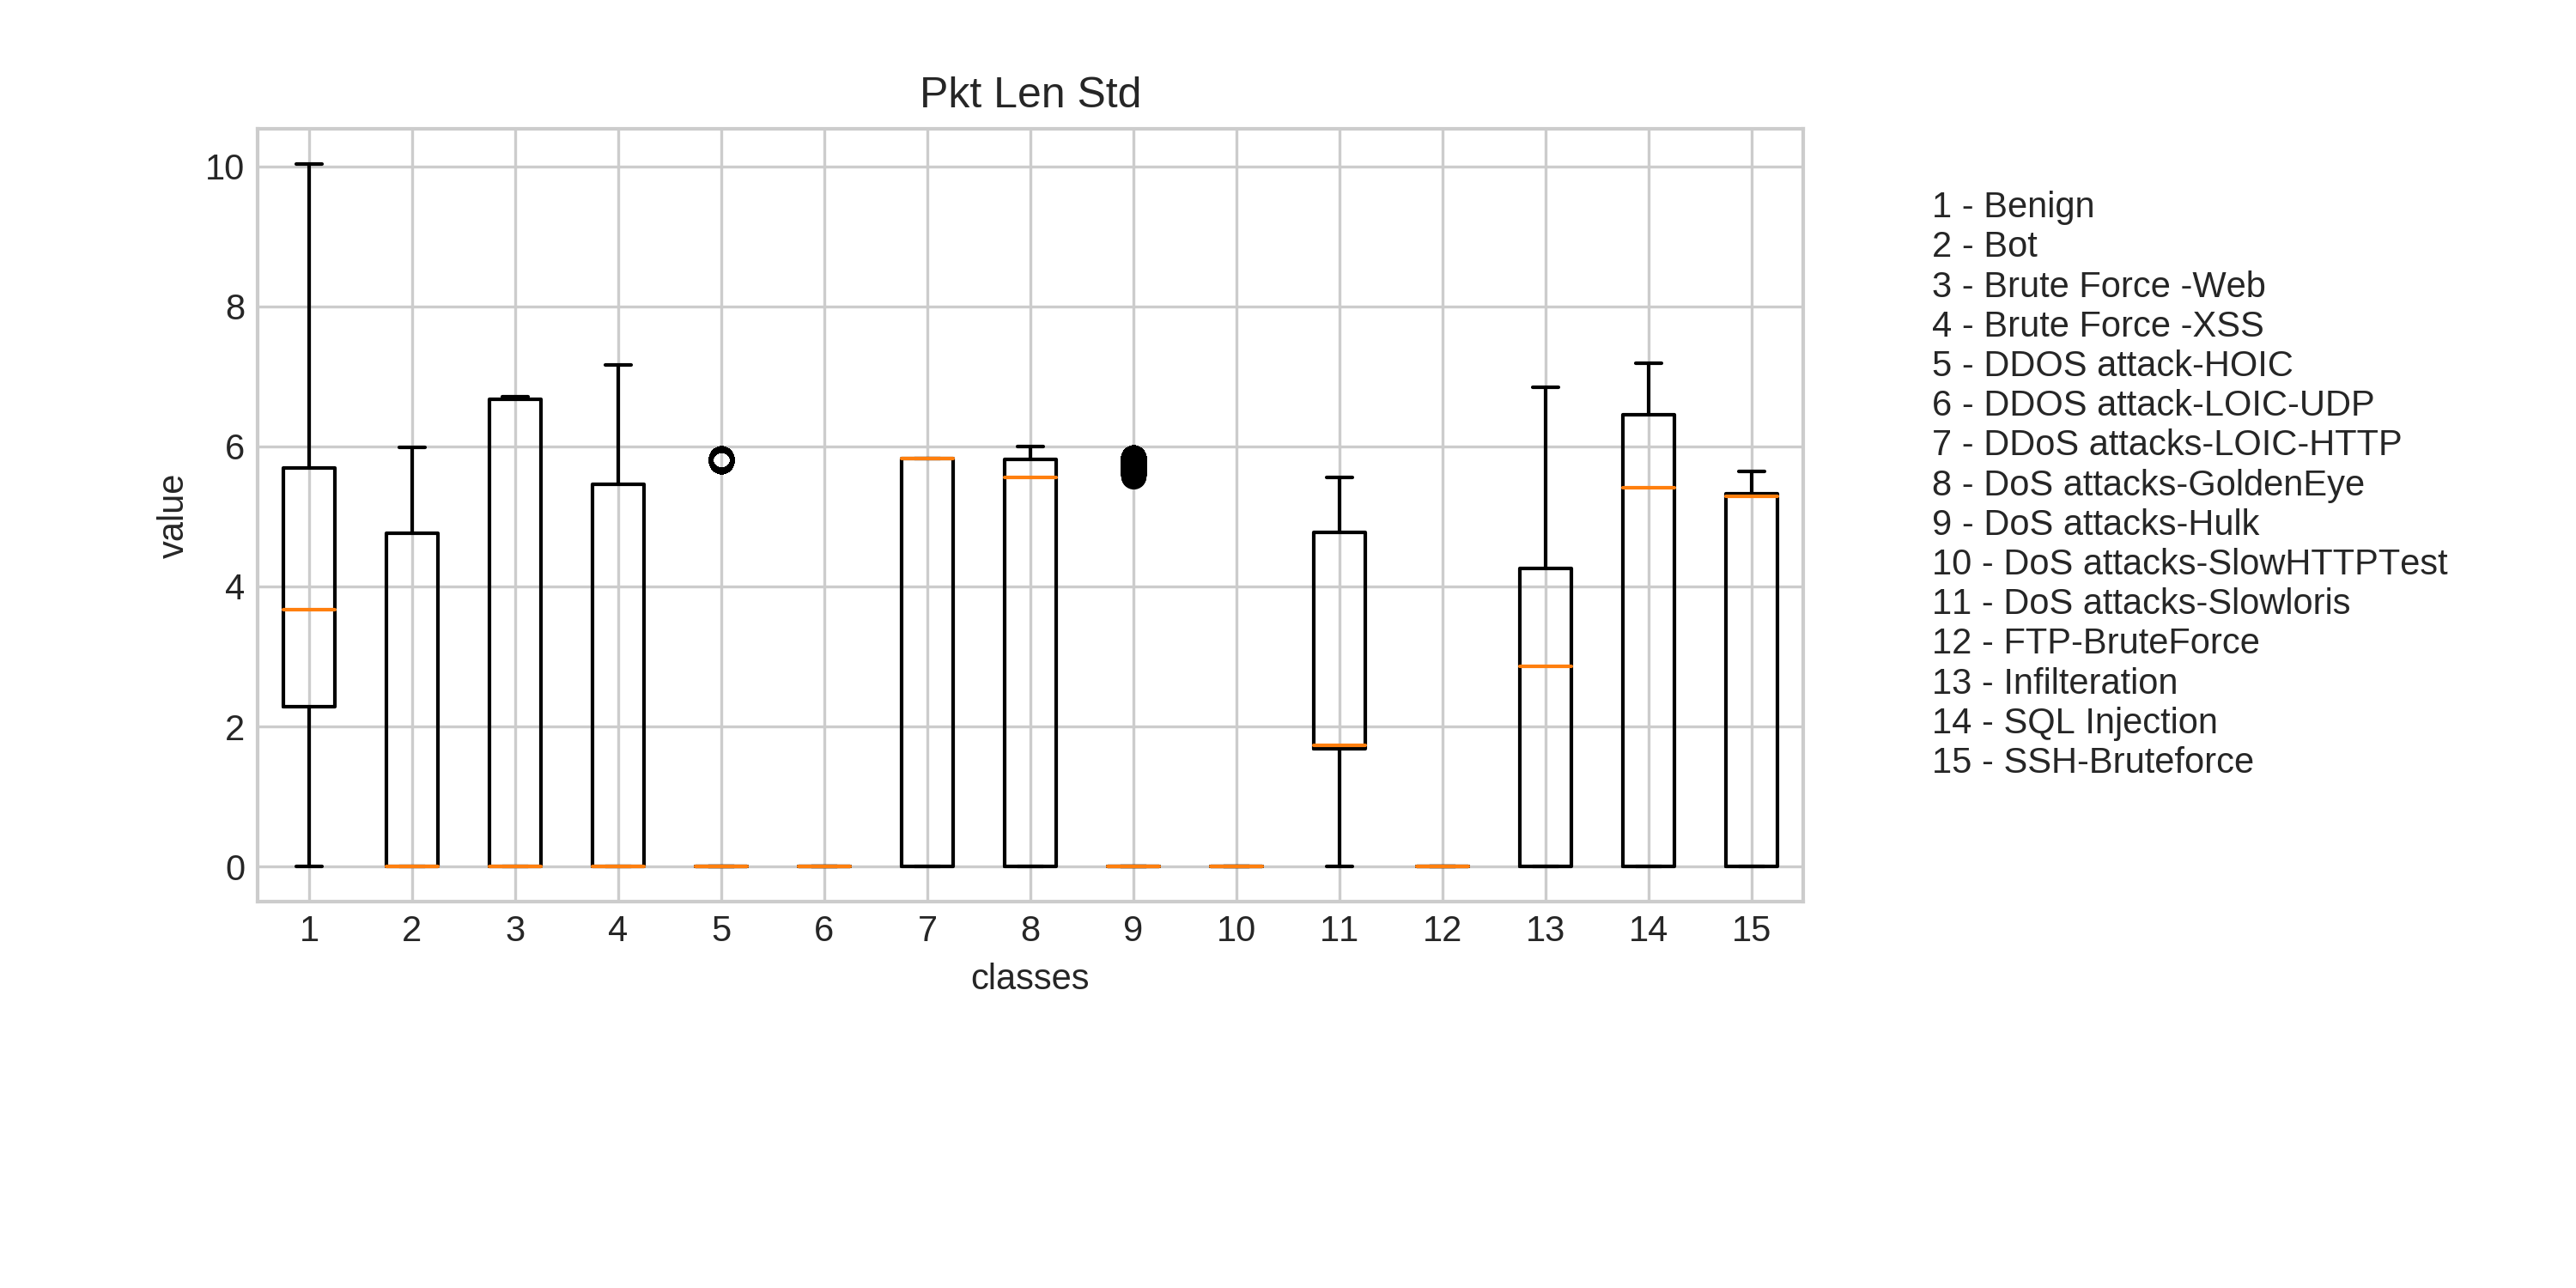 Pkt Len Std
10
8
6
4
2
0
value
1 2 3 4 5 6 7 8 9 10 11 12 13 14 15
classes
1 - Benign
2 - Bot
3 - Brute Force -Web
4 - Brute Force -XSS
5 - DDOS attack-HOIC
6 - DDOS attack-LOIC-UDP
7 - DDoS attacks-LOIC-HTTP
8 - DoS attacks-GoldenEye
9 - DoS attacks-Hulk
10 - DoS attacks-SlowHTTPTest
11 - DoS attacks-Slowloris
12 - FTP-BruteForce
13 - Infilteration
14 - SQL Injection
15 - SSH-Bruteforce